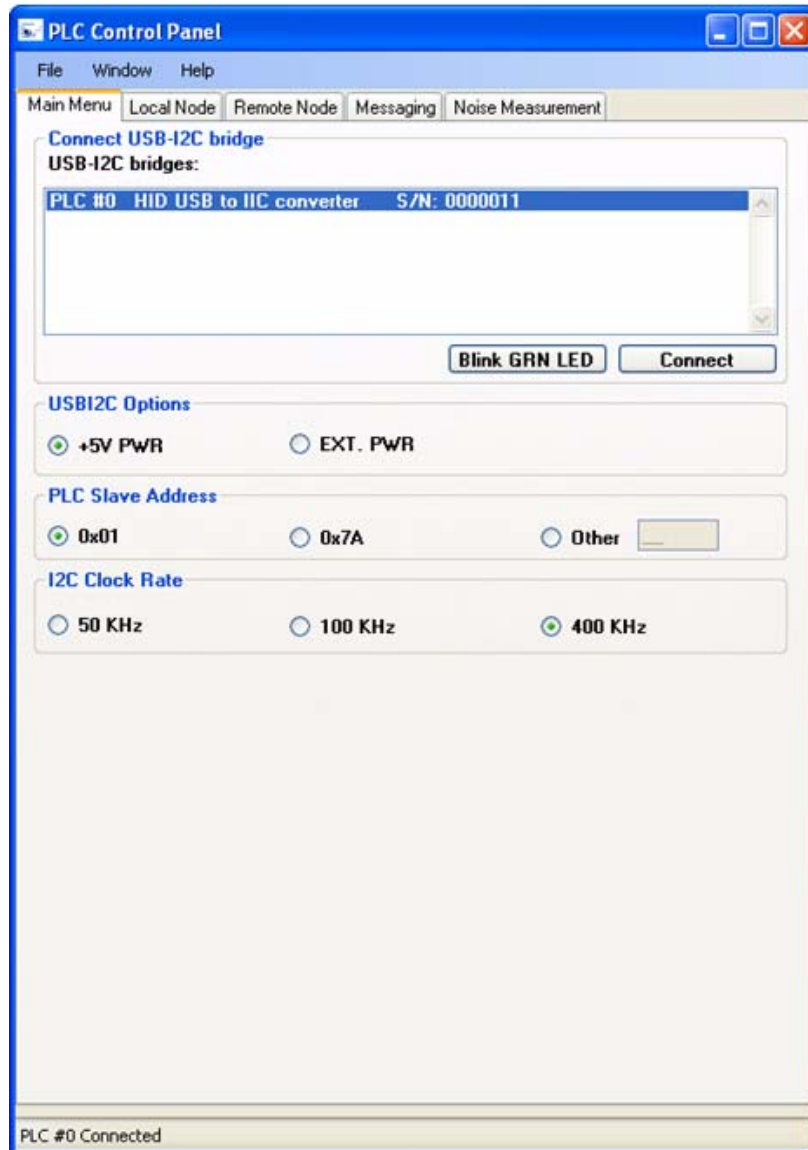 PLC Control Panel
File Window Help
Main Menu Local Node Remote Node Messaging Noise Measurement
Connect USB-I2C bridge
USB-I2C bridges:
PLC #0 HID USB to IIC converter S/N: 0000011
Blink GRN LED Connect
USBI2C Options
+5V PWR EXT. PWR
PLC Slave Address
0x01 0x7A Other __
I2C Clock Rate
50 KHz 100 KHz 400 KHz
PLC #0 Connected